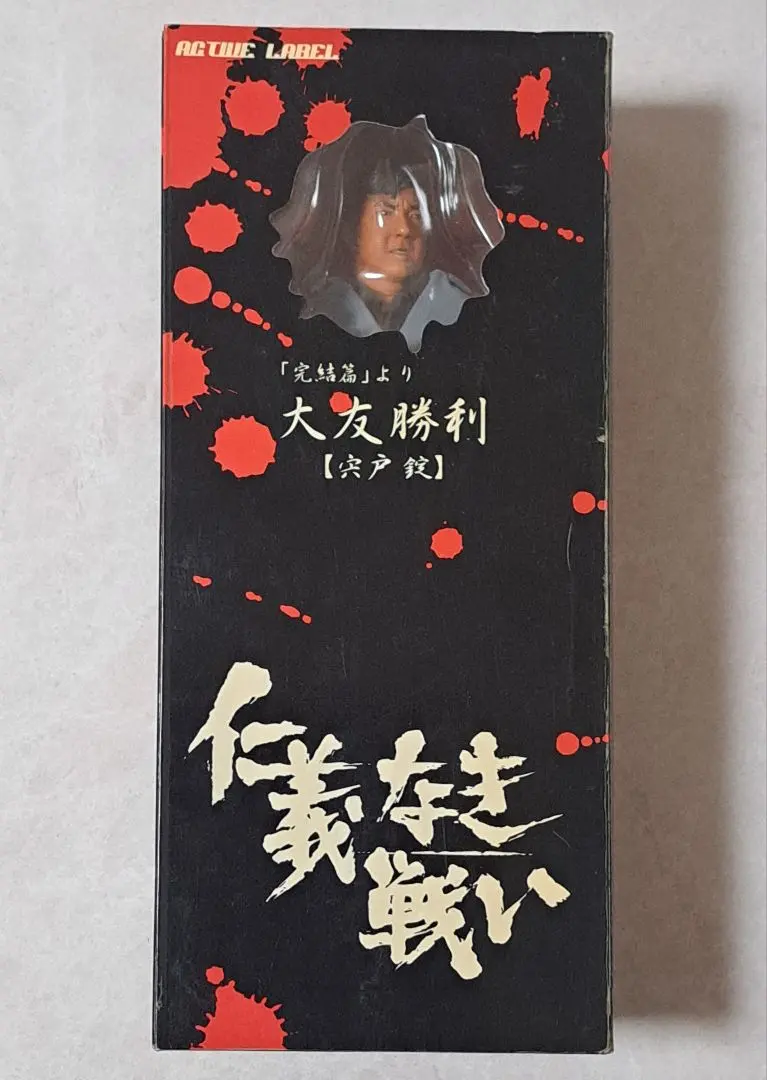 ACTIVE LABEL
「完結篇」より
大友勝利
【宍戸 錠】
仁義なき
戦い